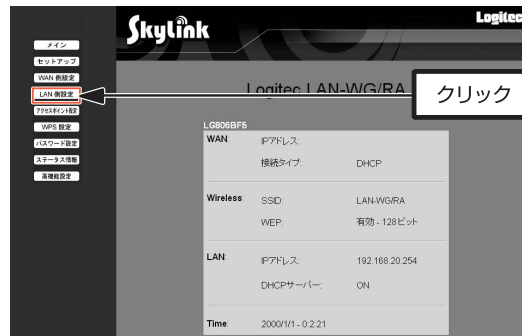 Skylink
Logitec
メイン
セットアップ
WAN 側設定
LAN 側設定
アクセスポイント設定
WPS 設定
パスワード設定
ステータス情報
高機能設定
Logitec LAN-WG/RA
クリック
LG806BF5
WAN: IPアドレス:
接続タイプ: DHCP
Wireless: SSID: LAN-WG/RA
WEP: 有効 - 128ビット
LAN: IPアドレス: 192.168.20.254
DHCPサーバー: ON
Time: 2000/1/1 - 0:2:21